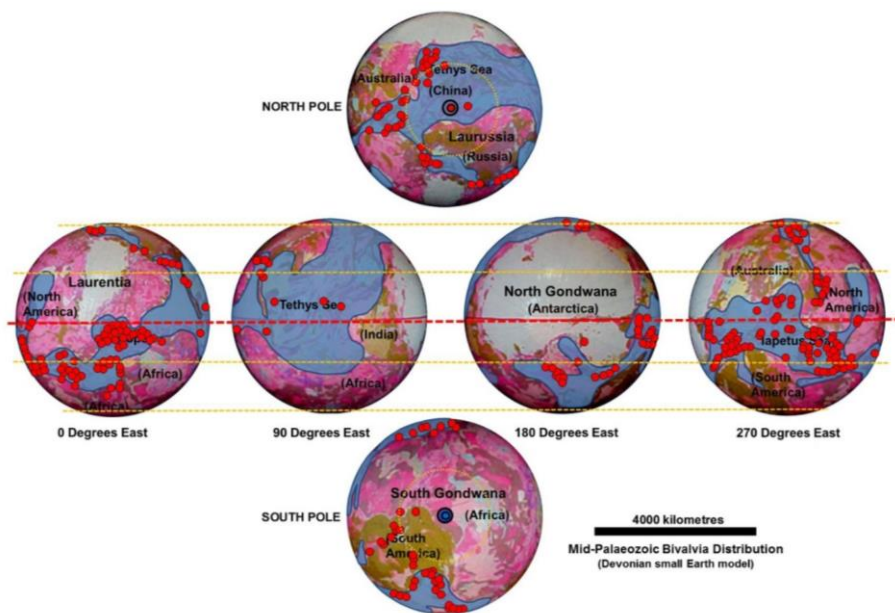 Tethys Sea
(Australia)
(China)
NORTH POLE
Laurussia
(Russia)
Laurentia
(North
America)
(Africa)
(Africa)
Tethys Sea
(India)
(Africa)
North Gondwana
(Antarctica)
(Australia)
(North
America)
Iapetus Sea
(South
America)
0 Degrees East
90 Degrees East
180 Degrees East
270 Degrees East
South Gondwana
SOUTH POLE
(Africa)
(South
America)
4000 kilometres
Mid-Palaeozoic Bivalvia Distribution
(Devonian small Earth model)